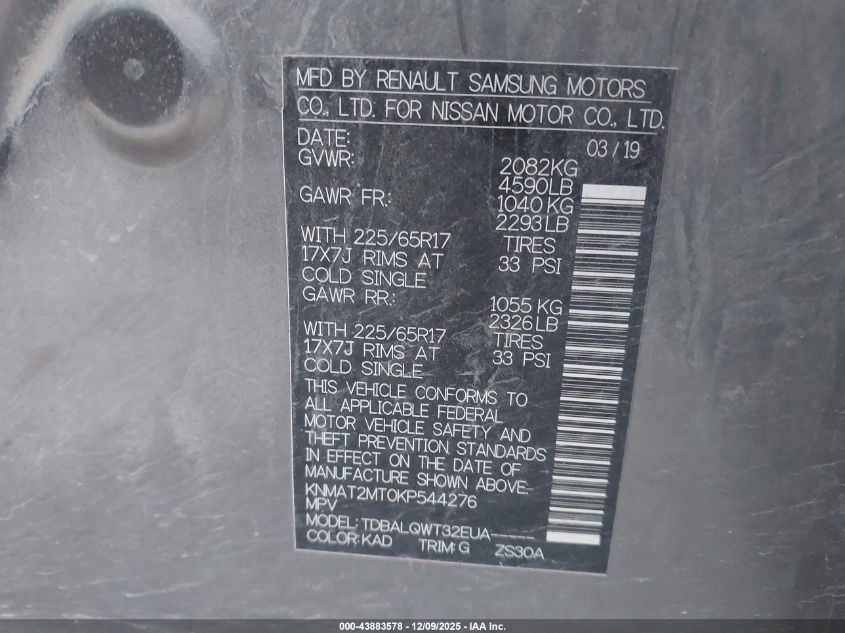 MFD BY RENAULT SAMSUNG MOTORS
CO., LTD. FOR NISSAN MOTOR CO., LTD.
DATE: 03/19
GVWR: 2082KG
4590LB
GAWR FR.: 1040KG
2293LB
WITH 225/65R17 TIRES
17X7J RIMS AT 33 PSI
COLD SINGLE
GAWR RR.: 1055KG
2326LB
WITH 225/65R17 TIRES
17X7J RIMS AT 33 PSI
COLD SINGLE
THIS VEHICLE CONFORMS TO
ALL APPLICABLE FEDERAL
MOTOR VEHICLE SAFETY AND
THEFT PREVENTION STANDARDS
IN EFFECT ON THE DATE OF
MANUFACTURE SHOWN ABOVE.
KNMAT2MT0KP544276
MPV
MODEL: TDBALQWT32EUA-----
COLOR: KAD TRIM: G ZS30A
000-43883578 - 12/09/2025 - IAA Inc.